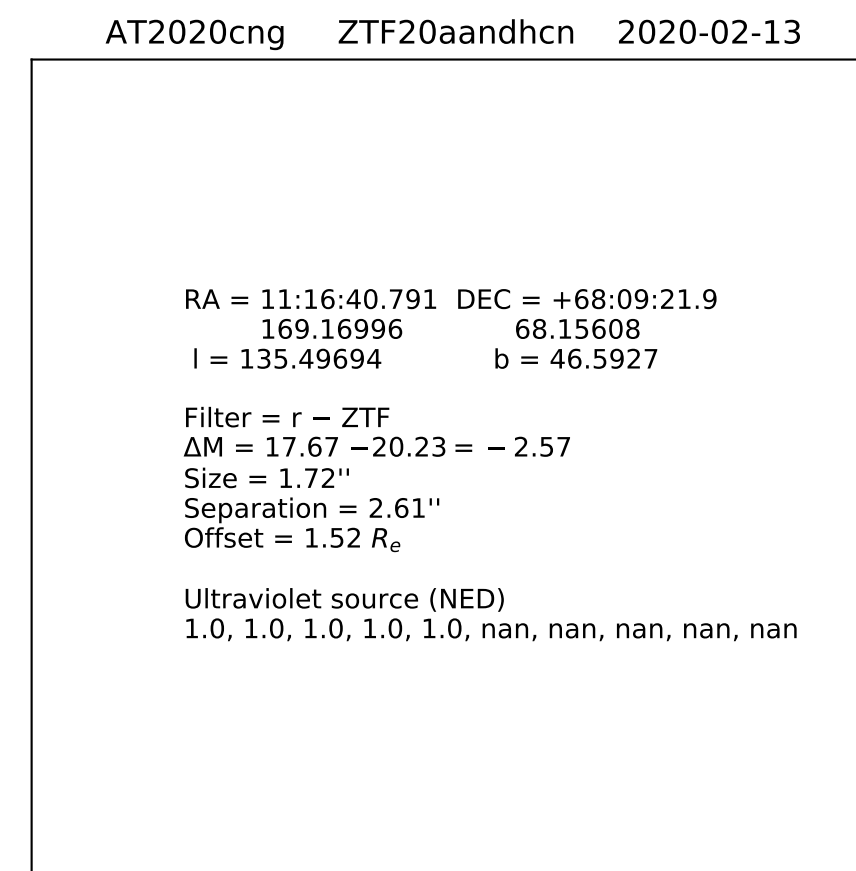 AT2020cng ZTF20aandhcn 2020-02-13
RA = 11:16:40.791 DEC = +68:09:21.9
169.16996 68.15608
l = 135.49694 b = 46.5927
Filter = r − ZTF
ΔM = 17.67 −20.23 = − 2.57
Size = 1.72''
Separation = 2.61''
Offset = 1.52 Re
Ultraviolet source (NED)
1.0, 1.0, 1.0, 1.0, 1.0, nan, nan, nan, nan, nan